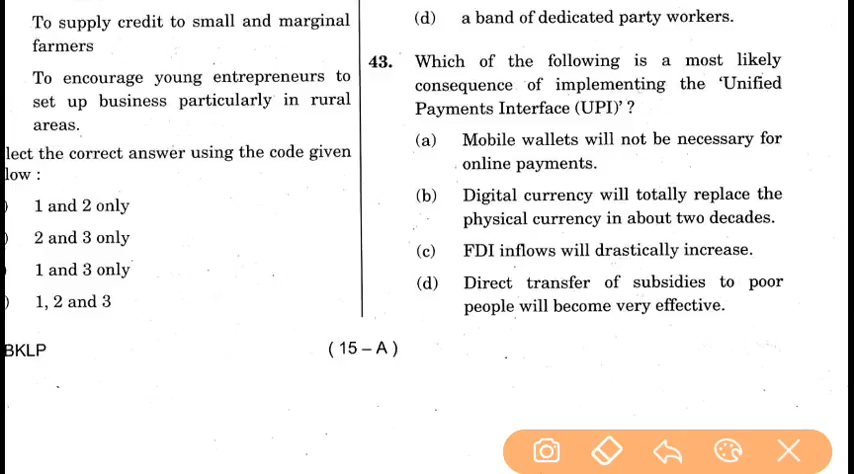 To supply credit to small and marginal
farmers
To encourage young entrepreneurs to
set up business particularly in rural
areas.
lect the correct answer using the code given
low :
) 1 and 2 only
) 2 and 3 only
1 and 3 only
) 1, 2 and 3
BKLP
(d) a band of dedicated party workers.
43. Which of the following is a most likely
consequence of implementing the ‘Unified
Payments Interface (UPI)’ ?
(a) Mobile wallets will not be necessary for
online payments.
(b) Digital currency will totally replace the
physical currency in about two decades.
(c) FDI inflows will drastically increase.
(d) Direct transfer of subsidies to poor
people will become very effective.
( 15 – A )